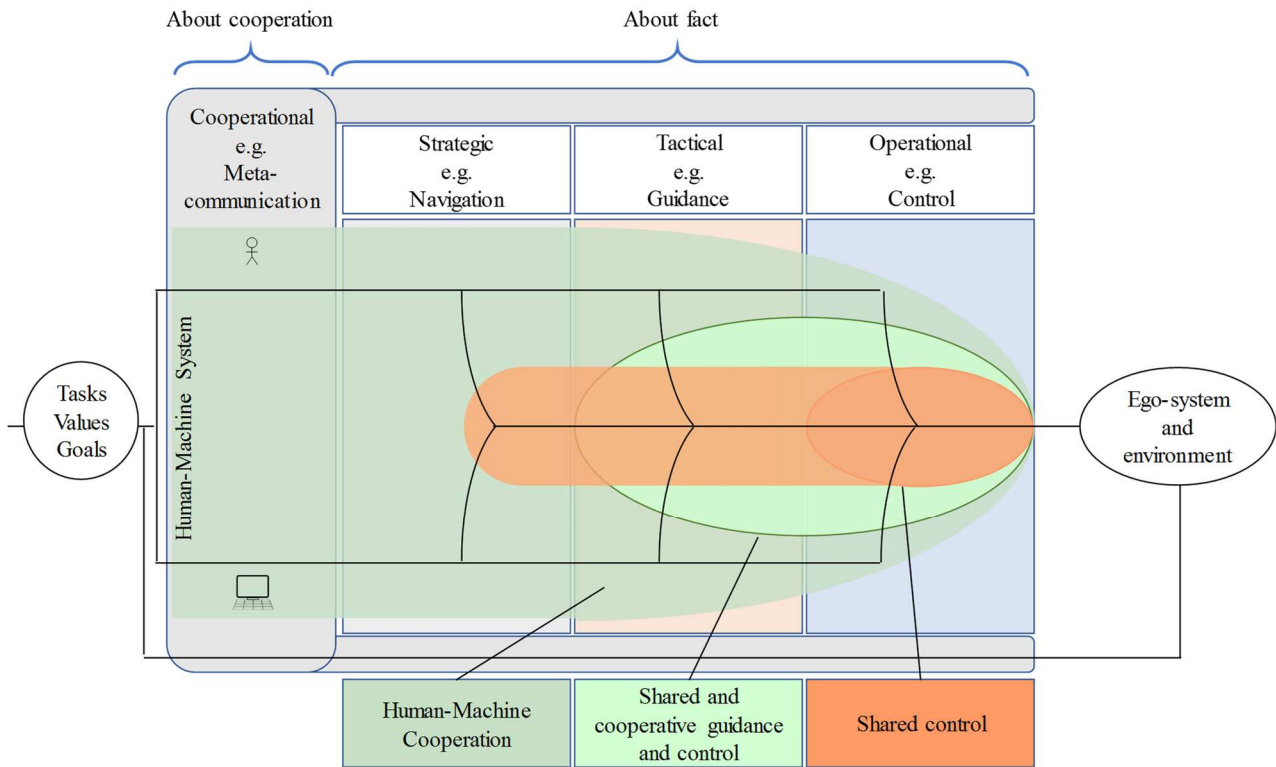 About cooperation
About fact
Cooperational
e.g.
Meta-
communication
Strategic
e.g.
Navigation
Tactical
e.g.
Guidance
Operational
e.g.
Control
Human-Machine System
Tasks
Values
Goals
Ego-system
and
environment
Human-Machine
Cooperation
Shared and
cooperative guidance
and control
Shared control